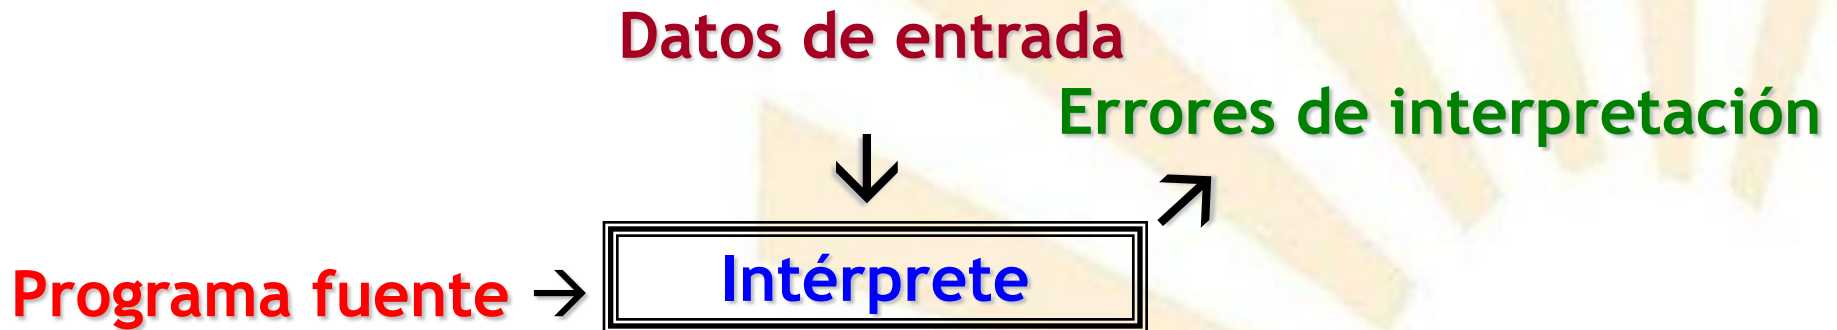 Datos de entrada
Errores de interpretación
↓
↗
Programa fuente → Intérprete